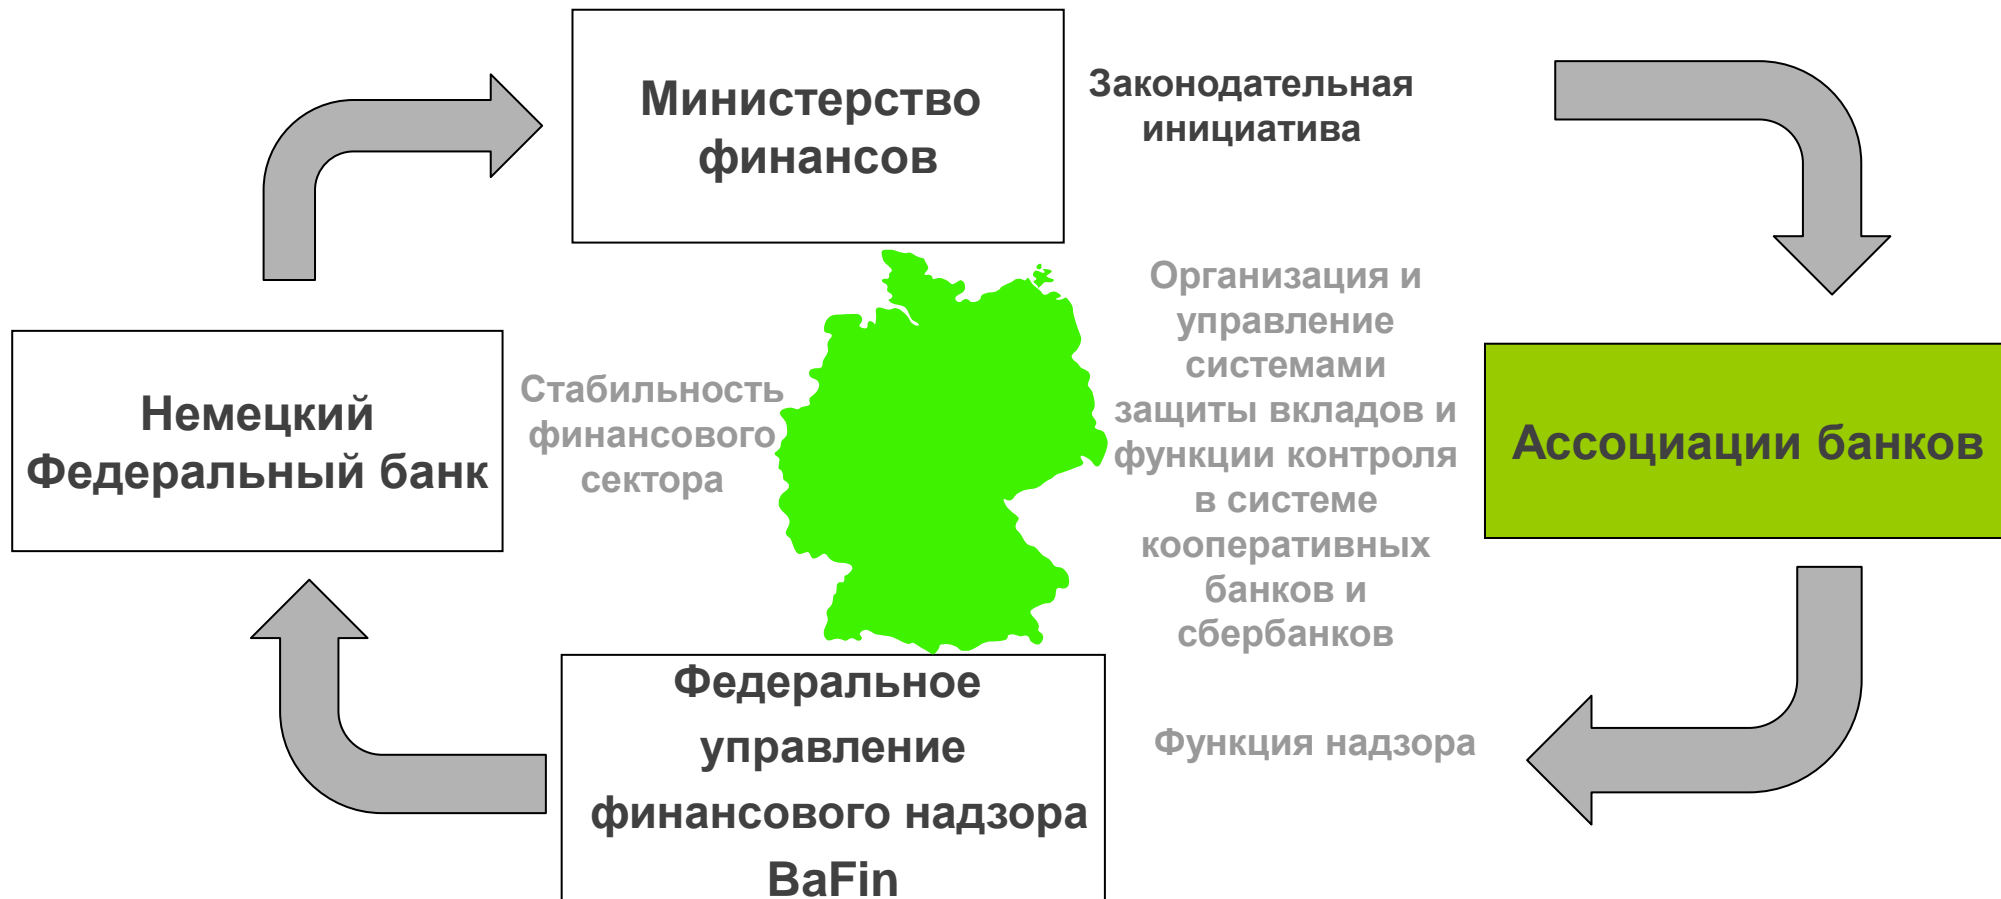 Министерство
финансов
Законодательная
инициатива
Немецкий
Федеральный банк
Стабильность
финансового
сектора
Организация и
управление
системами
защиты вкладов и
функции контроля
в системе
кооперативных
банков и
сбербанков
Ассоциации банков
Федеральное
управление
финансового надзора
BaFin
Функция надзора